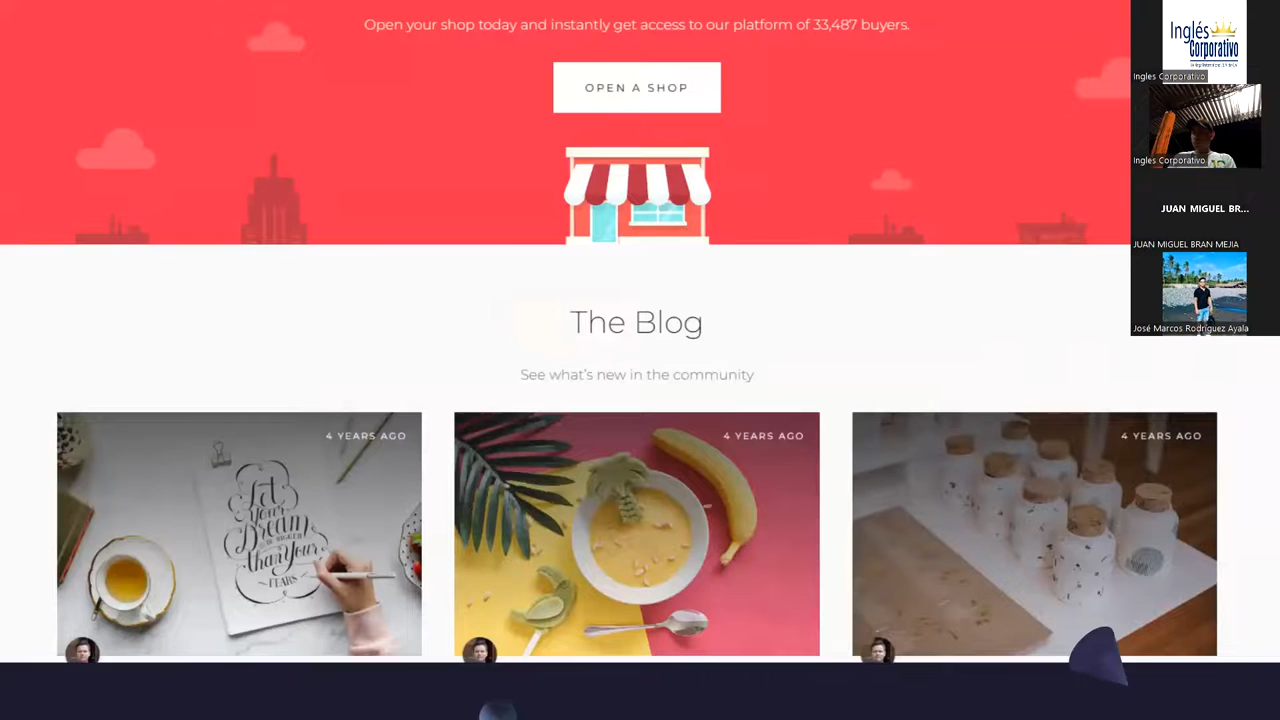 Open your shop today and instantly get access to our platform of 33,487 buyers.
OPEN A SHOP
The Blog
See what's new in the community
4 YEARS AGO
4 YEARS AGO
4 YEARS AGO
Let
your
Dream
BIGGER
than Your
FEARS
Inglés
Corporativo
Ingles Corporativo
Ingles Corporativo
JUAN MIGUEL BR...
JUAN MIGUEL BRAN MEJIA
José Marcos Rodríguez Ayala